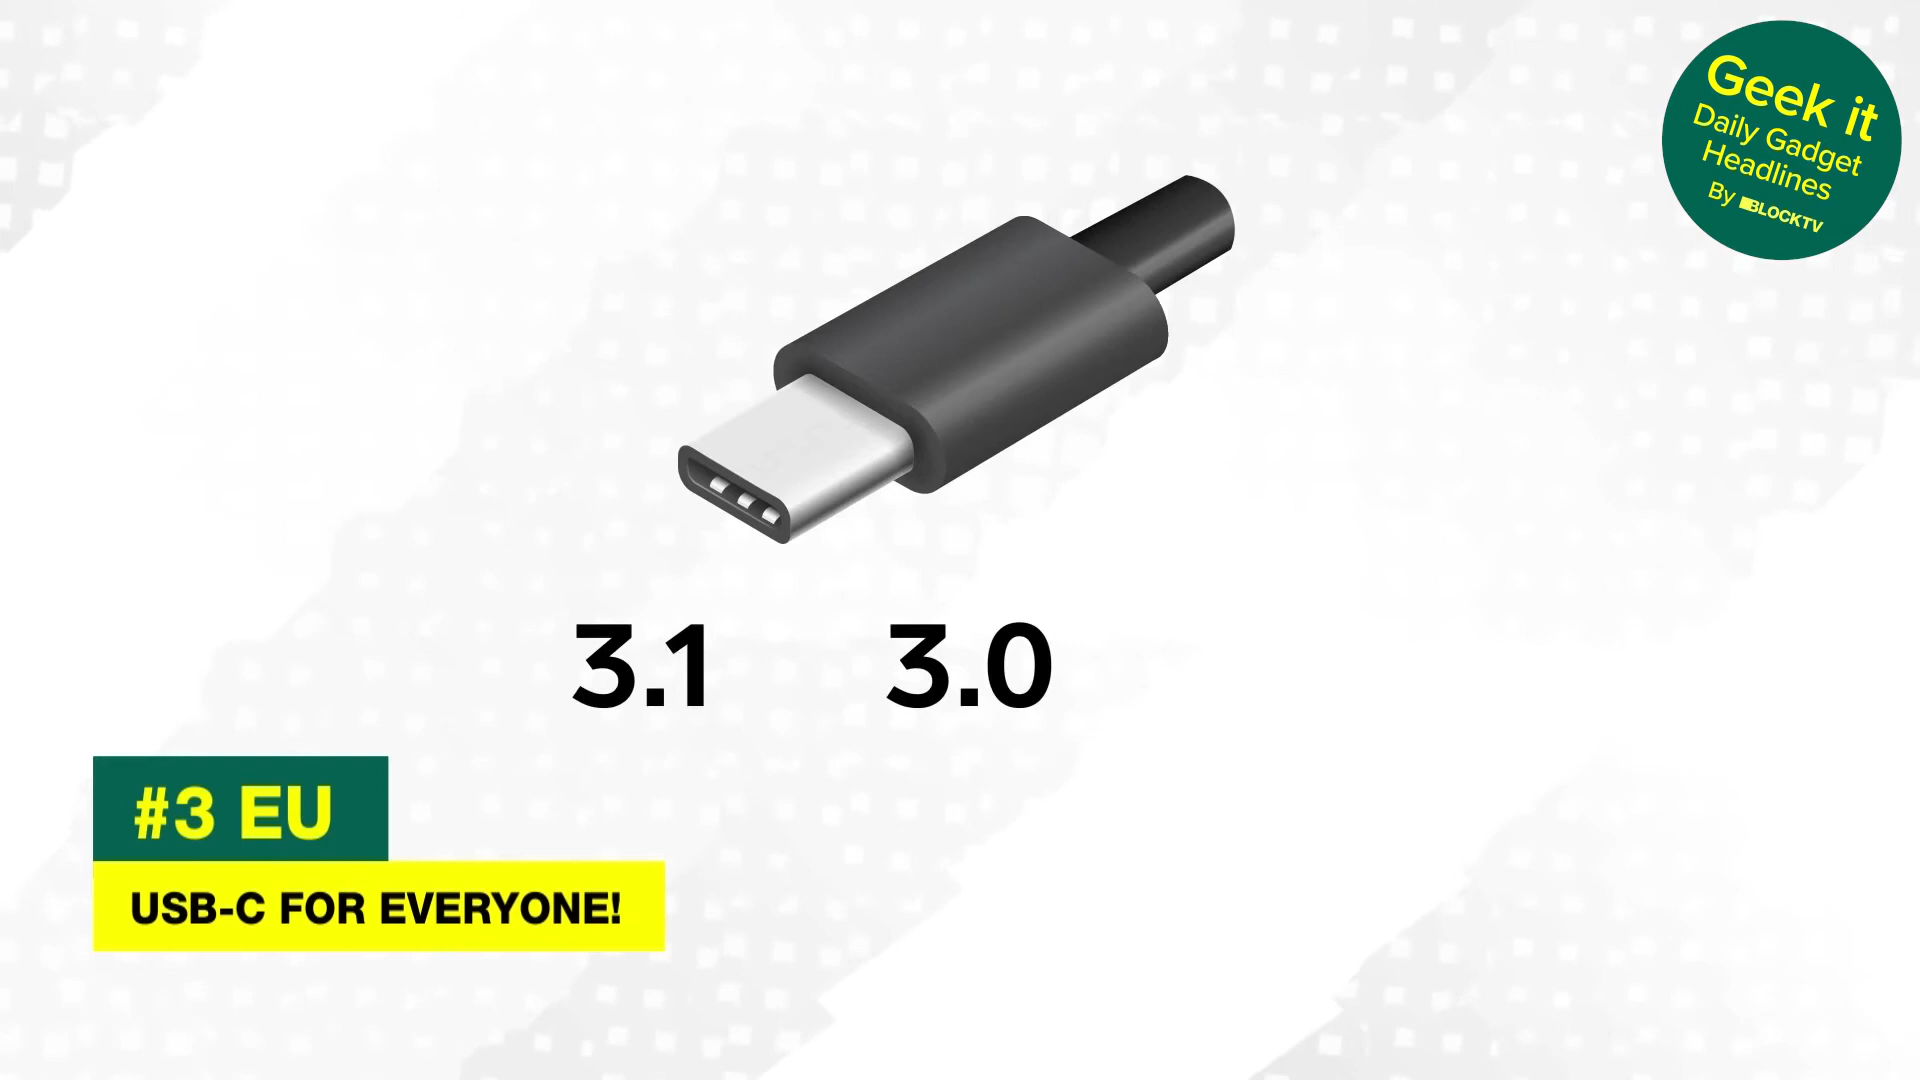 Geek it
Daily Gadget
Headlines
By BLOCKTV
3.1 3.0
#3 EU
USB-C FOR EVERYONE!